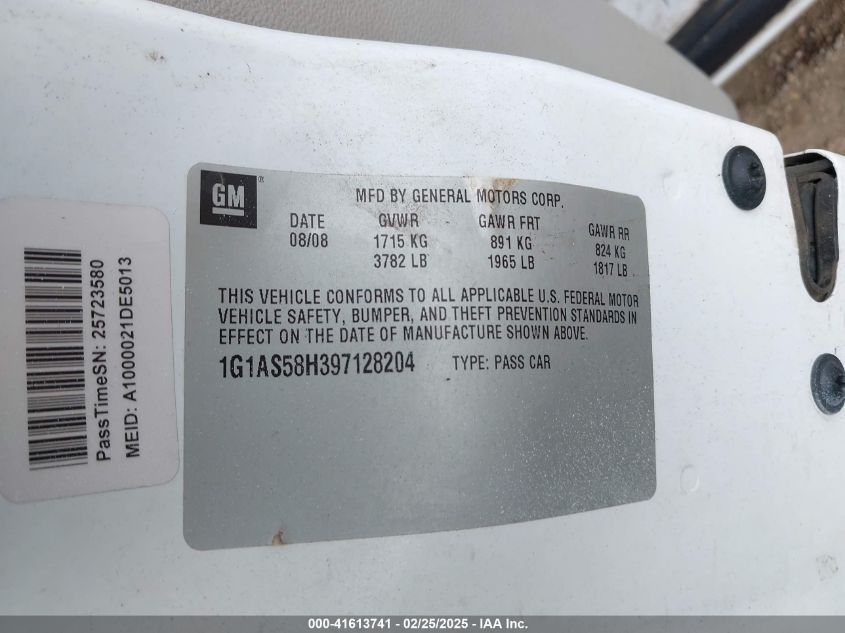 GM
MFD BY GENERAL MOTORS CORP.
DATE GVWR GAWR FRT GAWR RR
08/08 1715 KG 891 KG 824 KG
3782 LB 1965 LB 1817 LB
THIS VEHICLE CONFORMS TO ALL APPLICABLE U.S. FEDERAL MOTOR
VEHICLE SAFETY, BUMPER, AND THEFT PREVENTION STANDARDS IN
EFFECT ON THE DATE OF MANUFACTURE SHOWN ABOVE.
1G1AS58H397128204 TYPE: PASS CAR
PassTimeSN: 25723580
MEID: A1000021DE5013
000-41613741 - 02/25/2025 - IAA Inc.